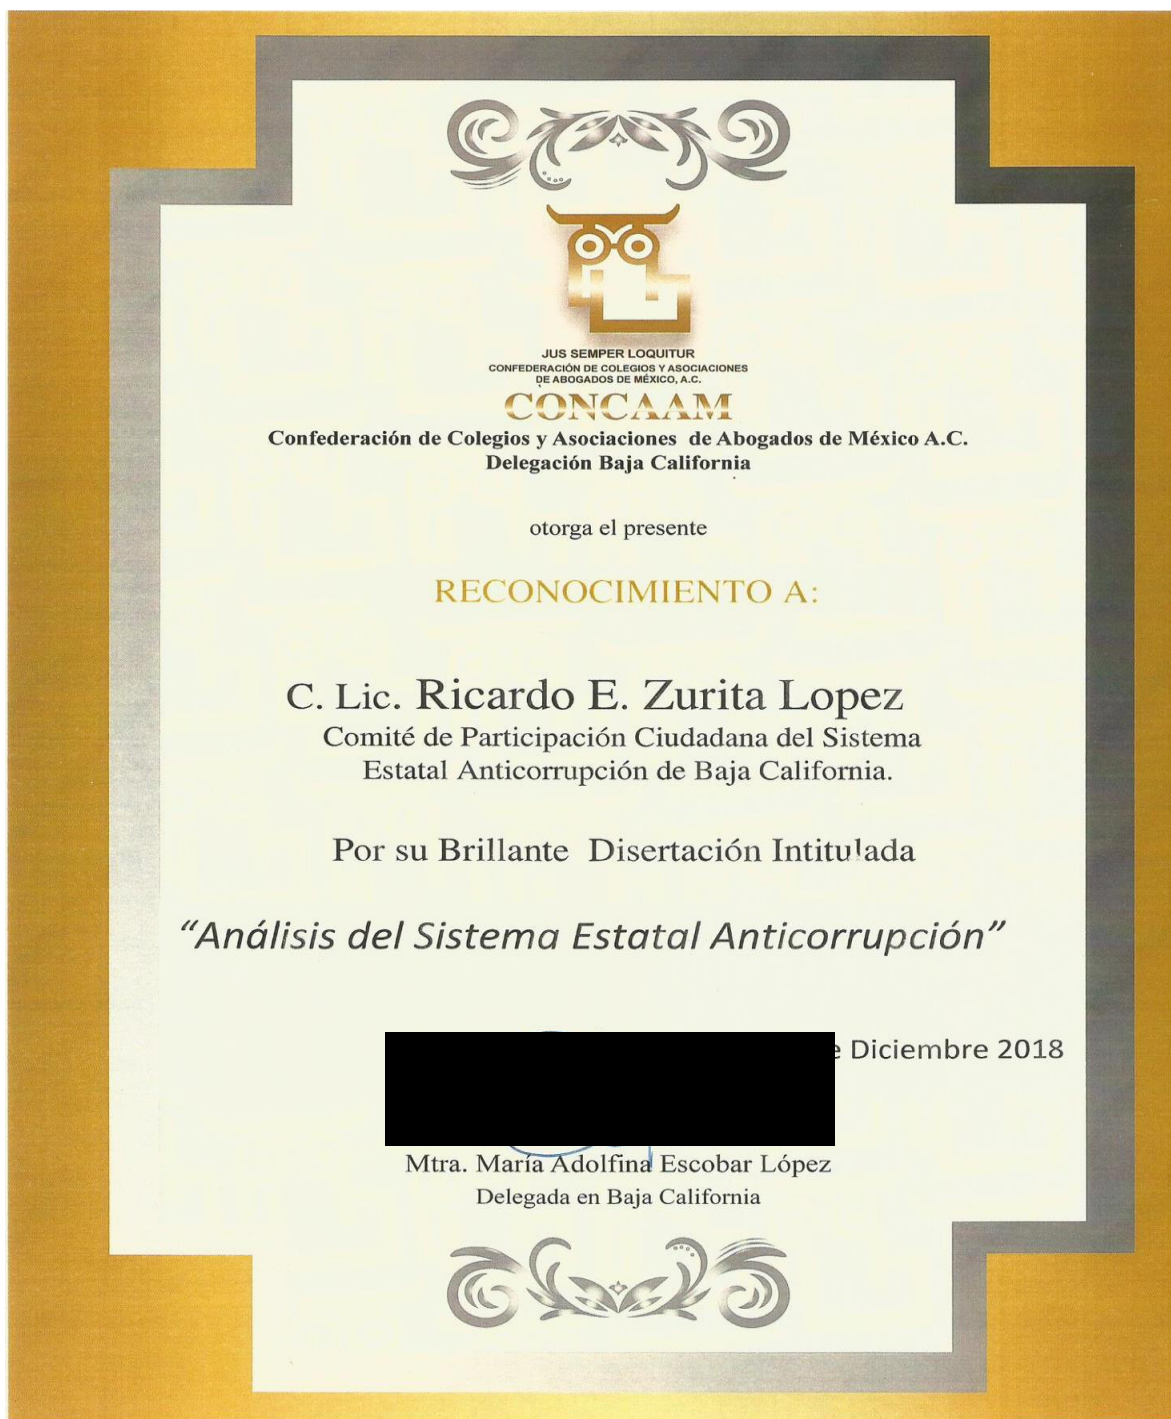 JUS SEMPER LOQUITUR
CONFEDERACIÓN DE COLEGIOS Y ASOCIACIONES
DE ABOGADOS DE MÉXICO, A.C.
CONCAAM
Confederación de Colegios y Asociaciones de Abogados de México A.C.
Delegación Baja California
otorga el presente
RECONOCIMIENTO A:
C. Lic. Ricardo E. Zurita Lopez
Comité de Participación Ciudadana del Sistema
Estatal Anticorrupción de Baja California.
Por su Brillante Disertación Intitulada
“Análisis del Sistema Estatal Anticorrupción”
Diciembre 2018
Mtra. María Adolfina Escobar López
Delegada en Baja California